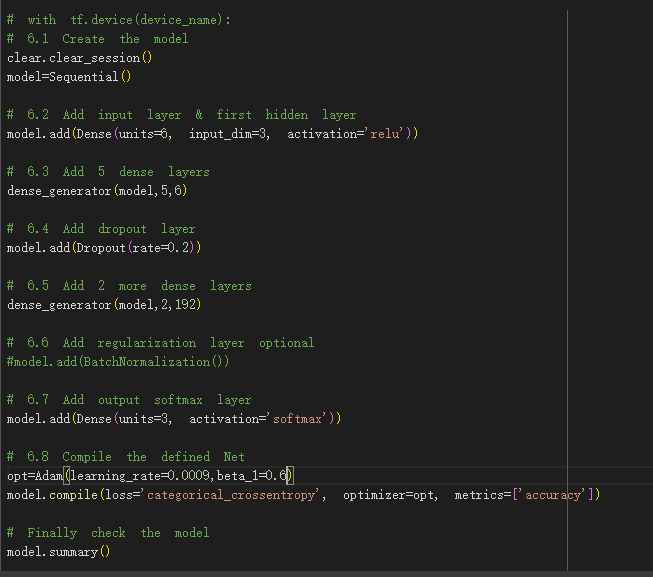 # with tf.device(device_name):
# 6.1 Create the model
clear.clear_session()
model=Sequential()
# 6.2 Add input layer & first hidden layer
model.add(Dense(units=6, input_dim=3, activation='relu'))
# 6.3 Add 5 dense layers
dense_generator(model,5,6)
# 6.4 Add dropout layer
model.add(Dropout(rate=0.2))
# 6.5 Add 2 more dense layers
dense_generator(model,2,192)
# 6.6 Add regularization layer optional
#model.add(BatchNormalization())
# 6.7 Add output softmax layer
model.add(Dense(units=3, activation='softmax'))
# 6.8 Compile the defined Net
opt=Adam(learning_rate=0.0009,beta_1=0.6)
model.compile(loss='categorical_crossentropy', optimizer=opt, metrics=['accuracy'])
# Finally check the model
model.summary()